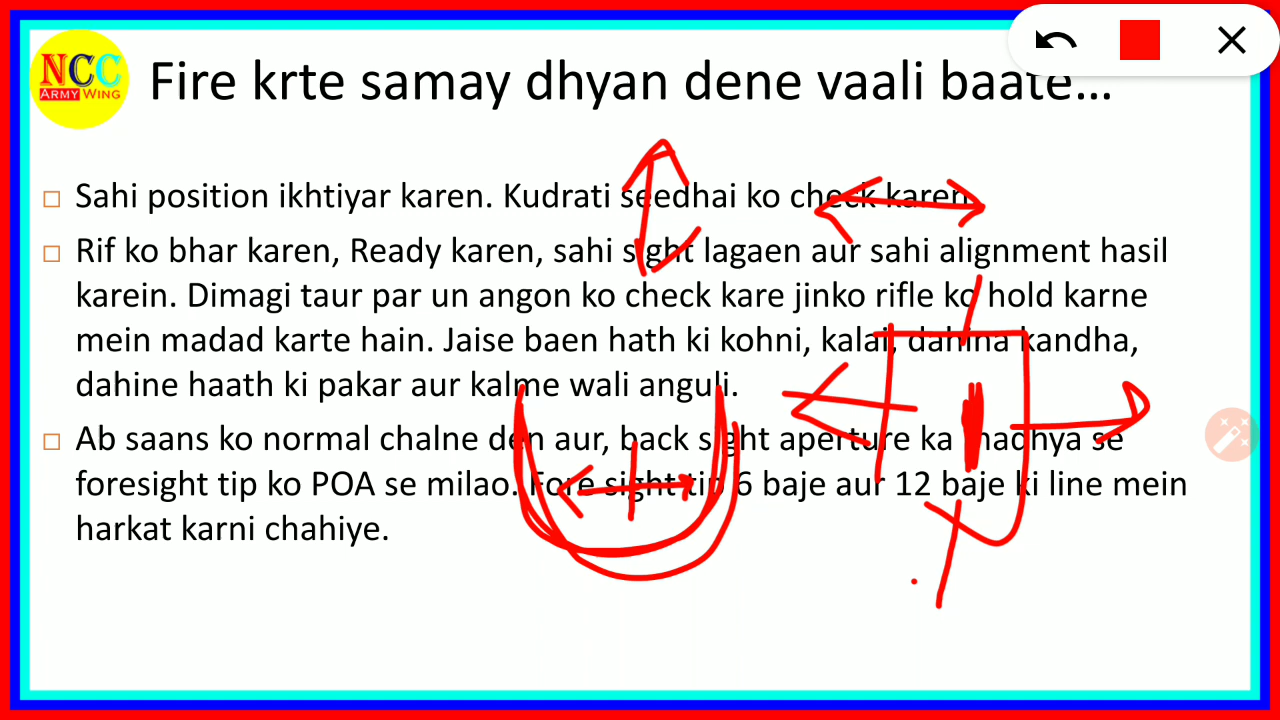 NCC
ARMY WING
Fire krte samay dhyan dene vaali baate...
Sahi position ikhtiyar karen. Kudrati seedhai ko check karen
Rif ko bhar karen, Ready karen, sahi sight lagaen aur sahi alignment hasil
karein. Dimagi taur par un angon ko check kare jinko rifle ko hold karne
mein madad karte hain. Jaise baen hath ki kohni, kalai, dahina kandha,
dahine haath ki pakar aur kalme wali anguli.
Ab saans ko normal chalne den aur, back sight aperture ka madhya se
foresight tip ko POA se milao. Fore sight tip 6 baje aur 12 baje ki line mein
harkat karni chahiye.